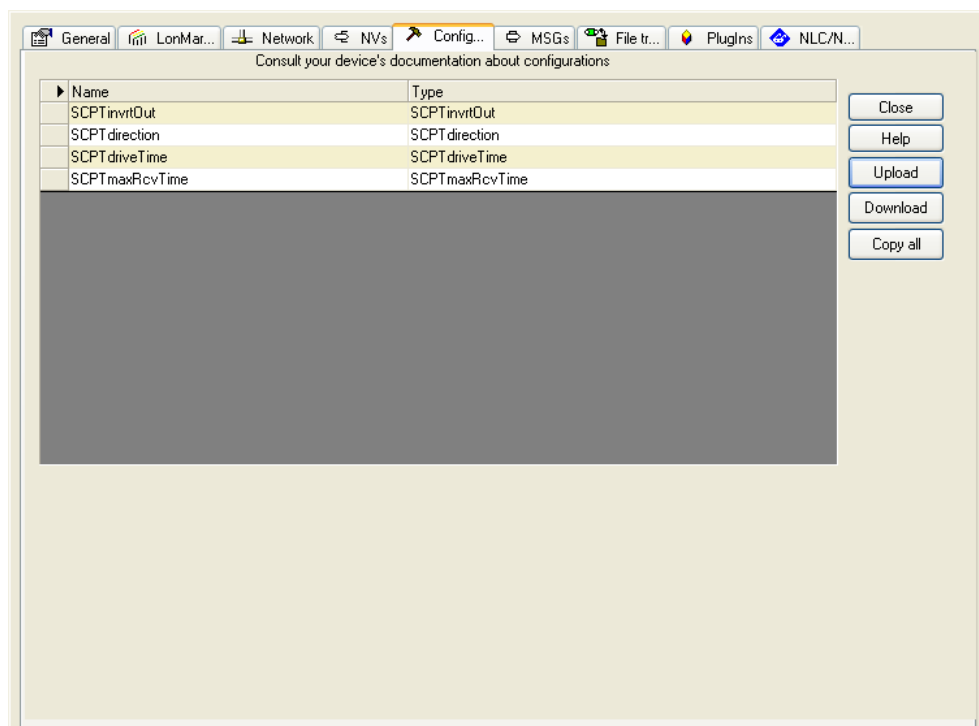 General LonMar... Network NVs Config... MSGs File tr... PlugIns NLC/N...
Consult your device's documentation about configurations
Name Type
SCPTinvrtOut SCPTinvrtOut
SCPTdirection SCPTdirection
SCPTdriveTime SCPTdriveTime
SCPTmaxRcvTime SCPTmaxRcvTime
Close
Help
Upload
Download
Copy all